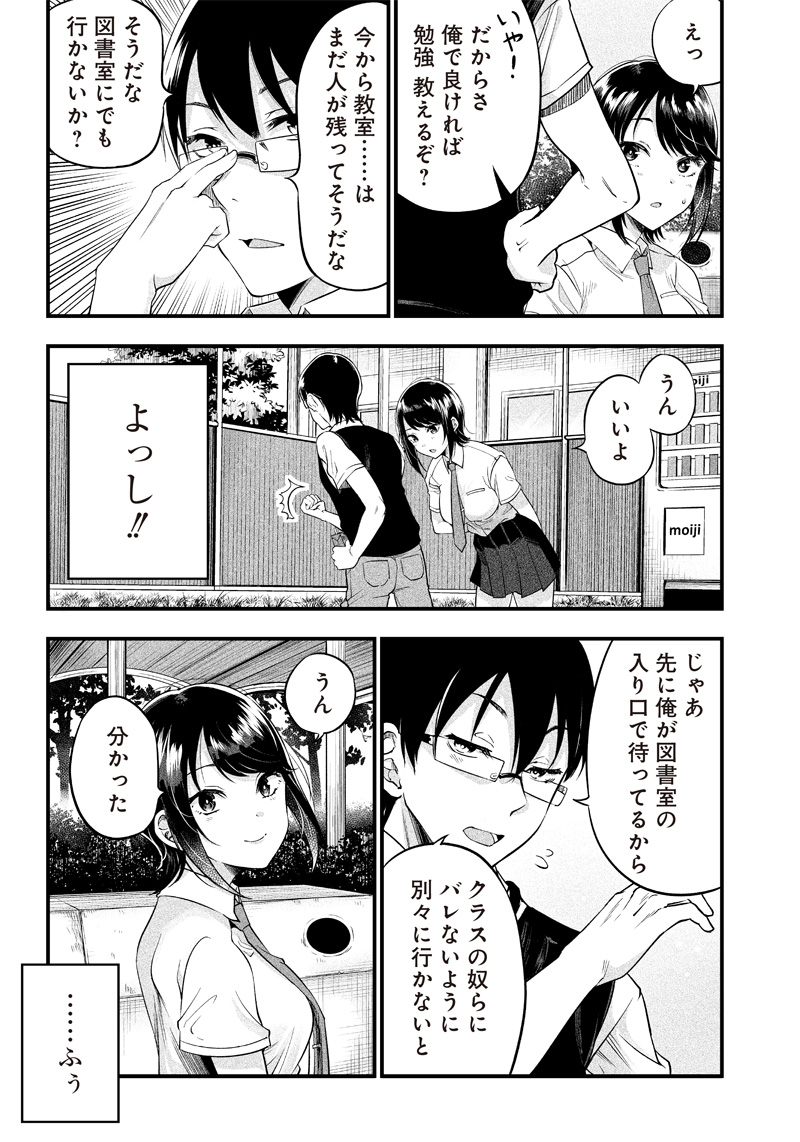 えっ
いや！
だからさ
俺で良ければ
勉強 教えるぞ？
今から教室……は
まだ人が残ってそうだな
そうだな
図書室にでも
行かないか？
うん
いいよ
moiji
moiji
よっし!!
じゃあ
先に俺が図書室の
入り口で待ってるから
クラスの奴らに
バレないように
別々に行かないと
うん
分かった
……ふぅ